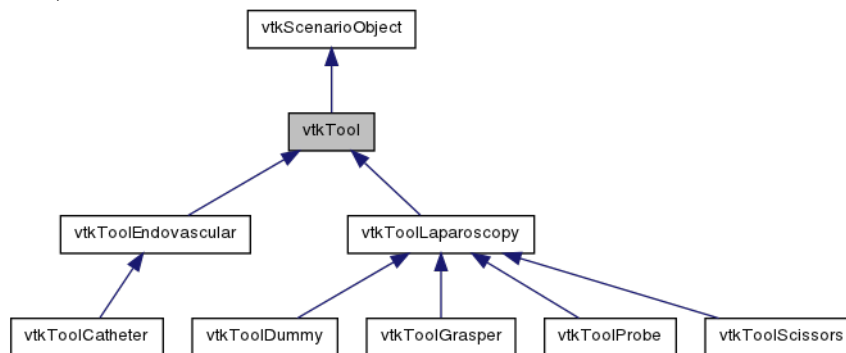 vtkScenarioObject
vtkTool
vtkToolEndovascular
vtkToolLaparoscopy
vtkToolCatheter
vtkToolDummy
vtkToolGrasper
vtkToolProbe
vtkToolScissors